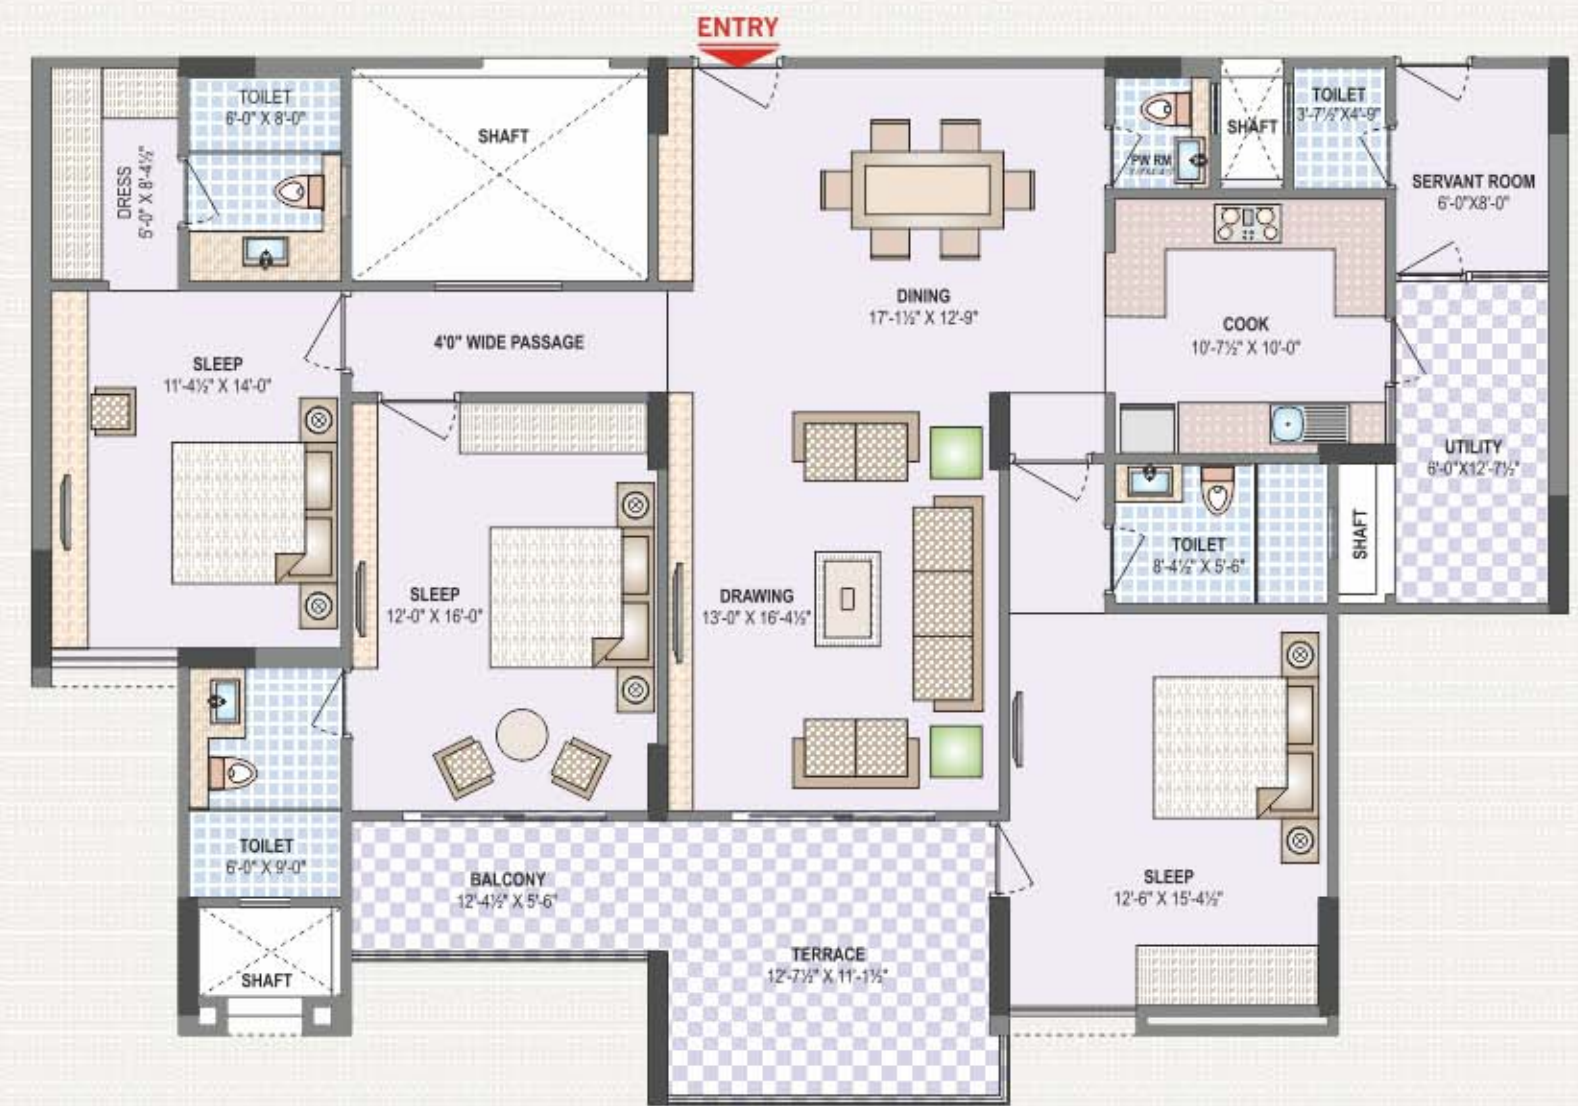 ENTRY
TOILET
6'-0" X 8'-0"
DRESS
5'-0" X 8'-4½"
SHAFT
PW RM
SHAFT
TOILET
3'-7½"X4'-9"
SERVANT ROOM
6'-0"X8'-0"
DINING
17'-1½" X 12'-9"
COOK
10'-7½" X 10'-0"
4'0" WIDE PASSAGE
SLEEP
11'-4½" X 14'-0"
UTILITY
6'-0"X12'-7½"
SHAFT
TOILET
8'-4½" X 5'-6"
SLEEP
12'-0" X 16'-0"
DRAWING
13'-0" X 16'-4½"
TOILET
6'-0" X 9'-0"
BALCONY
12'-4½" X 5'-6"
SLEEP
12'-6" X 15'-4½"
TERRACE
12'-7½" X 11'-1½"
SHAFT